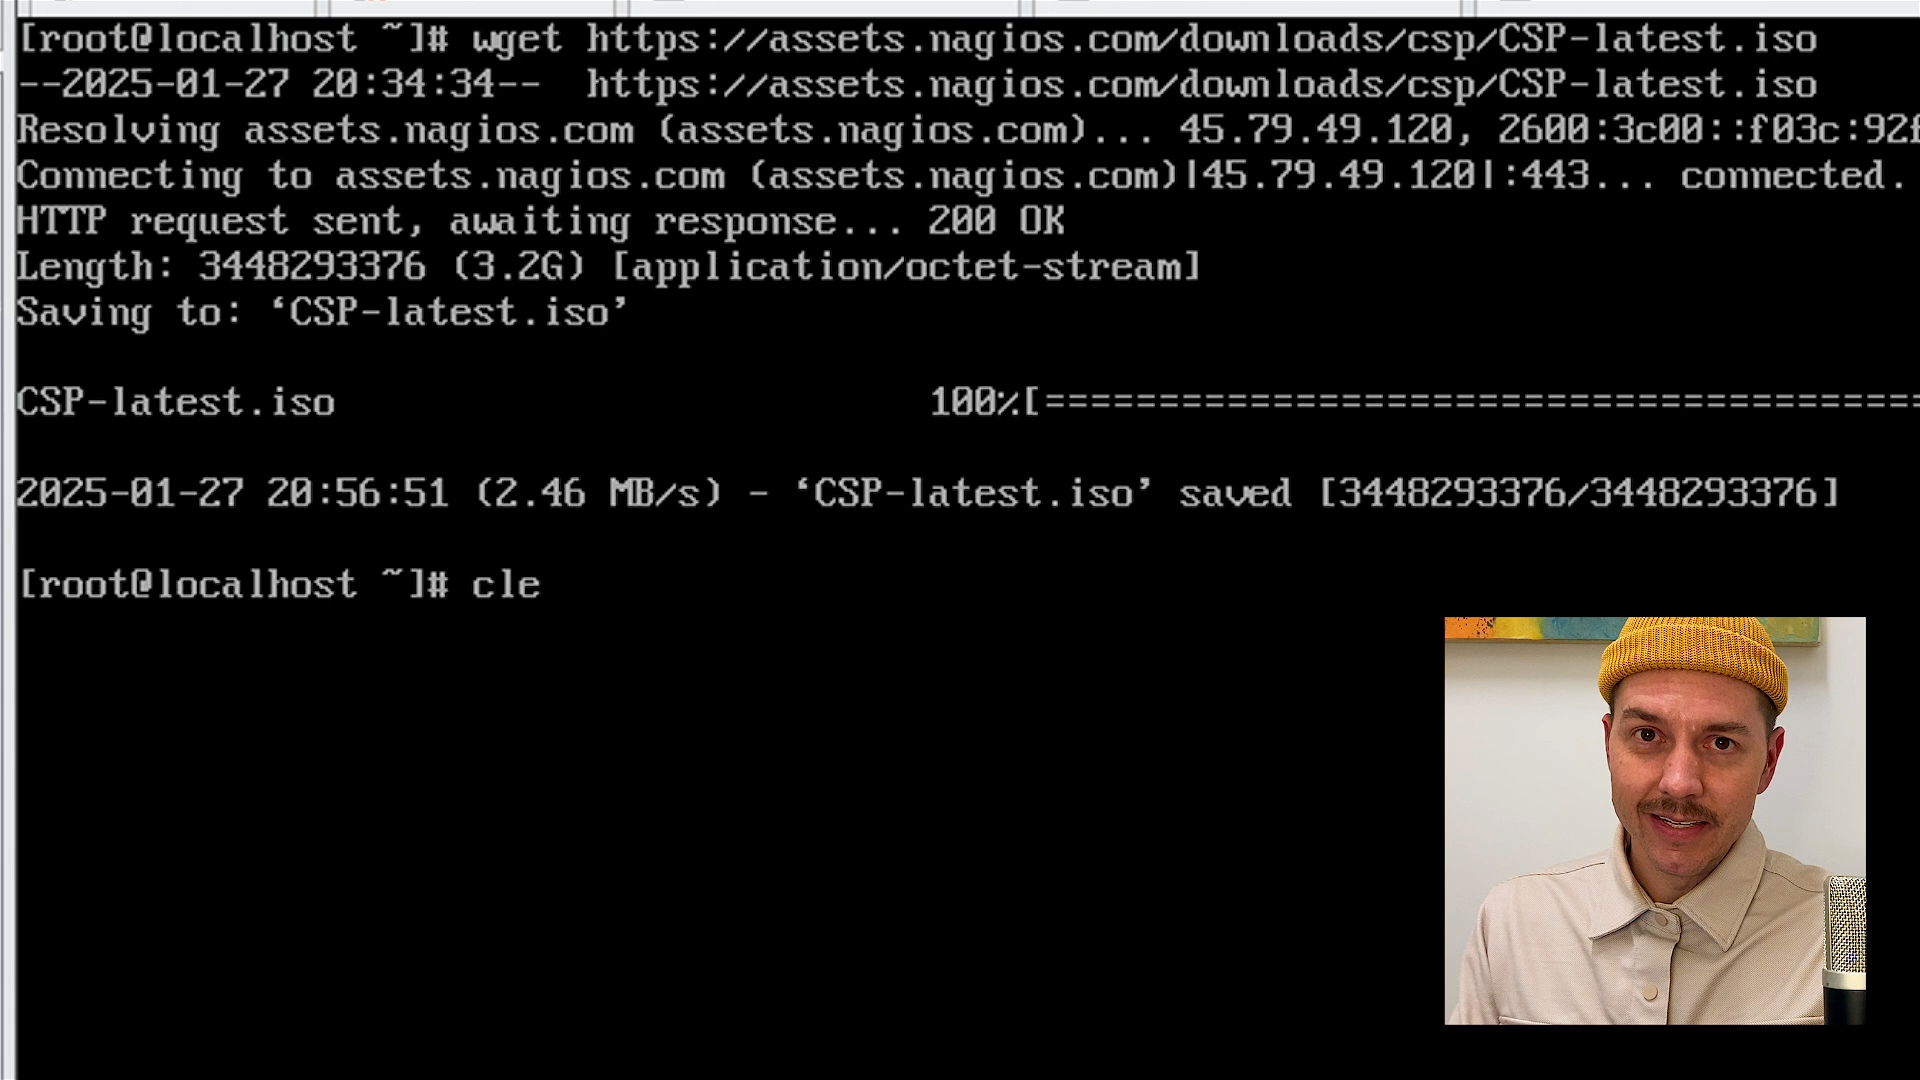 [root@localhost ~]# wget https://assets.nagios.com/downloads/csp/CSP-latest.iso
--2025-01-27 20:34:34-- https://assets.nagios.com/downloads/csp/CSP-latest.iso
Resolving assets.nagios.com (assets.nagios.com)... 45.79.49.120, 2600:3c00::f03c:92f
Connecting to assets.nagios.com (assets.nagios.com)|45.79.49.120|:443... connected.
HTTP request sent, awaiting response... 200 OK
Length: 3448293376 (3.2G) [application/octet-stream]
Saving to: ‘CSP-latest.iso’
CSP-latest.iso 100%[======================================
2025-01-27 20:56:51 (2.46 MB/s) - ‘CSP-latest.iso’ saved [3448293376/3448293376]
[root@localhost ~]# cle